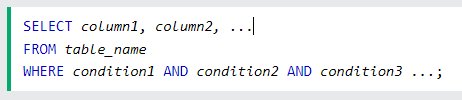 SELECT column1, column2, ...
FROM table_name
WHERE condition1 AND condition2 AND condition3 ...;